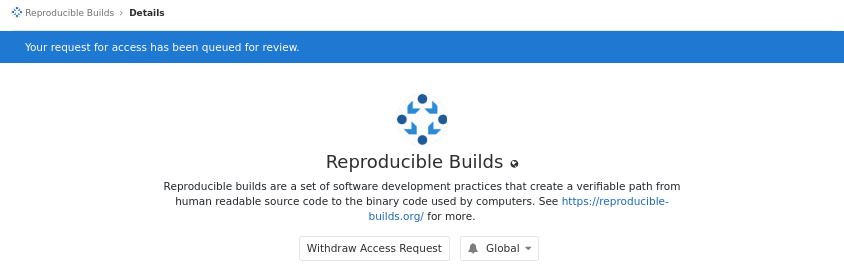 Reproducible Builds › Details
Your request for access has been queued for review.
Reproducible Builds
Reproducible builds are a set of software development practices that create a verifiable path from
human readable source code to the binary code used by computers. See https://reproducible-
builds.org/ for more.
Withdraw Access Request Global